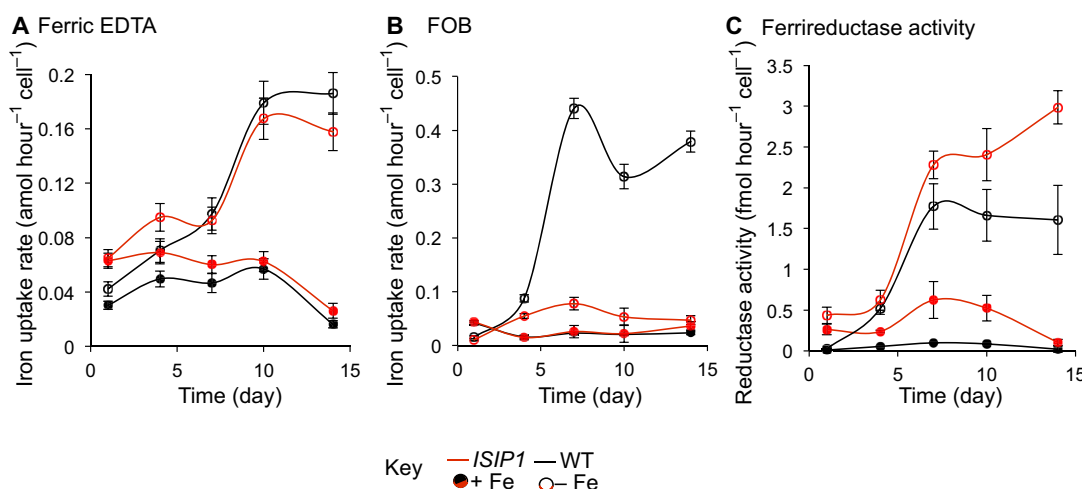 A Ferric EDTA
Iron uptake rate (amol hour⁻¹ cell⁻¹)
0.2
0.16
0.12
0.08
0.04
0
0 5 10 15
Time (day)
B FOB
Iron uptake rate (amol hour⁻¹ cell⁻¹)
0.5
0.4
0.3
0.2
0.1
0
0 5 10 15
Time (day)
C Ferrireductase activity
Reductase activity (fmol hour⁻¹ cell⁻¹)
3.5
3
2.5
2
1.5
1
0.5
0
0 5 10 15
Time (day)
Key ISIP1 WT
+ Fe – Fe